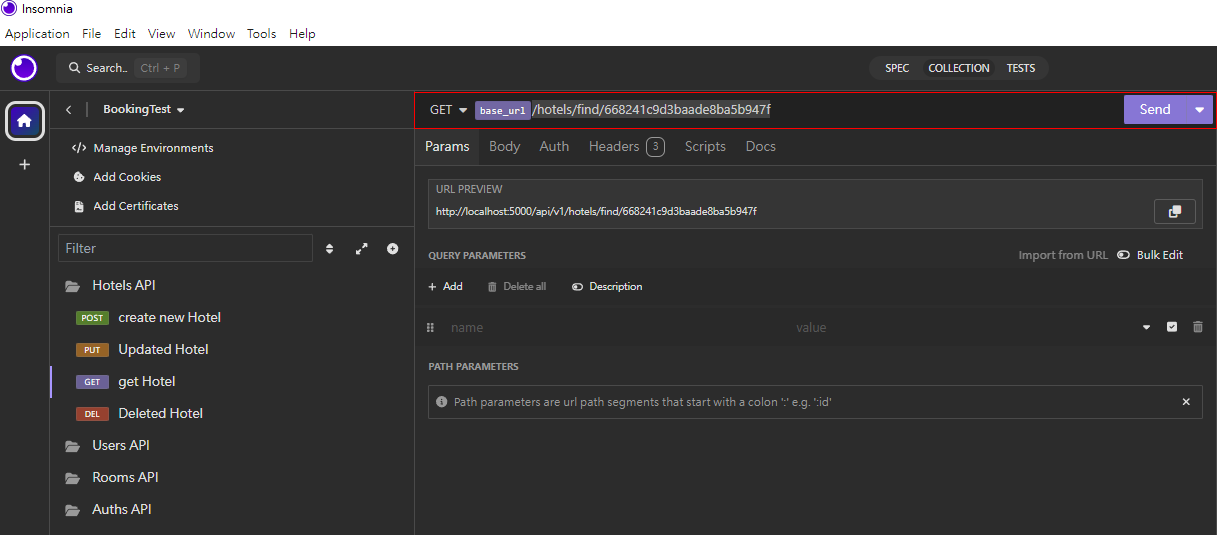 Insomnia
Application File Edit View Window Tools Help
Search.. Ctrl + P
SPEC COLLECTION TESTS
BookingTest
GET base_url /hotels/find/668241c9d3baade8ba5b947f Send
Manage Environments
Add Cookies
Add Certificates
Params Body Auth Headers 3 Scripts Docs
URL PREVIEW
http://localhost:5000/api/v1/hotels/find/668241c9d3baade8ba5b947f
Filter
QUERY PARAMETERS Import from URL Bulk Edit
+ Add Delete all Description
name value
Hotels API
POST create new Hotel
PUT Updated Hotel
GET get Hotel
DEL Deleted Hotel
Users API
Rooms API
Auths API
PATH PARAMETERS
Path parameters are url path segments that start with a colon ':' e.g. ':id'